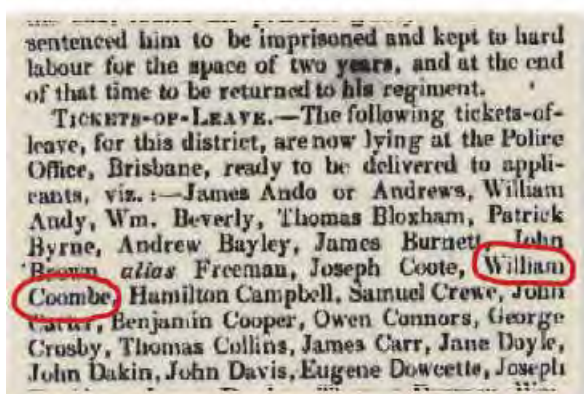 sentenced him to be imprisoned and kept to hard
labour for the space of two years, and at the end
of that time to be returned to his regiment.
TICKETS-OF-LEAVE.—The following tickets-of-
leave, for this district, are now lying at the Police
Office, Brisbane, ready to be delivered to appli-
cants, viz. :—James Ando or Andrews, William
Andy, Wm. Beverly, Thomas Bloxham, Patrick
Byrne, Andrew Bayley, James Burnett, John
Brown alias Freeman, Joseph Coote, William
Coombe, Hamilton Campbell, Samuel Crewe, John
Carter, Benjamin Cooper, Owen Connors, George
Crosby, Thomas Collins, James Carr, Jane Doyle,
John Dakin, John Davis, Eugene Dowcette, Joseph